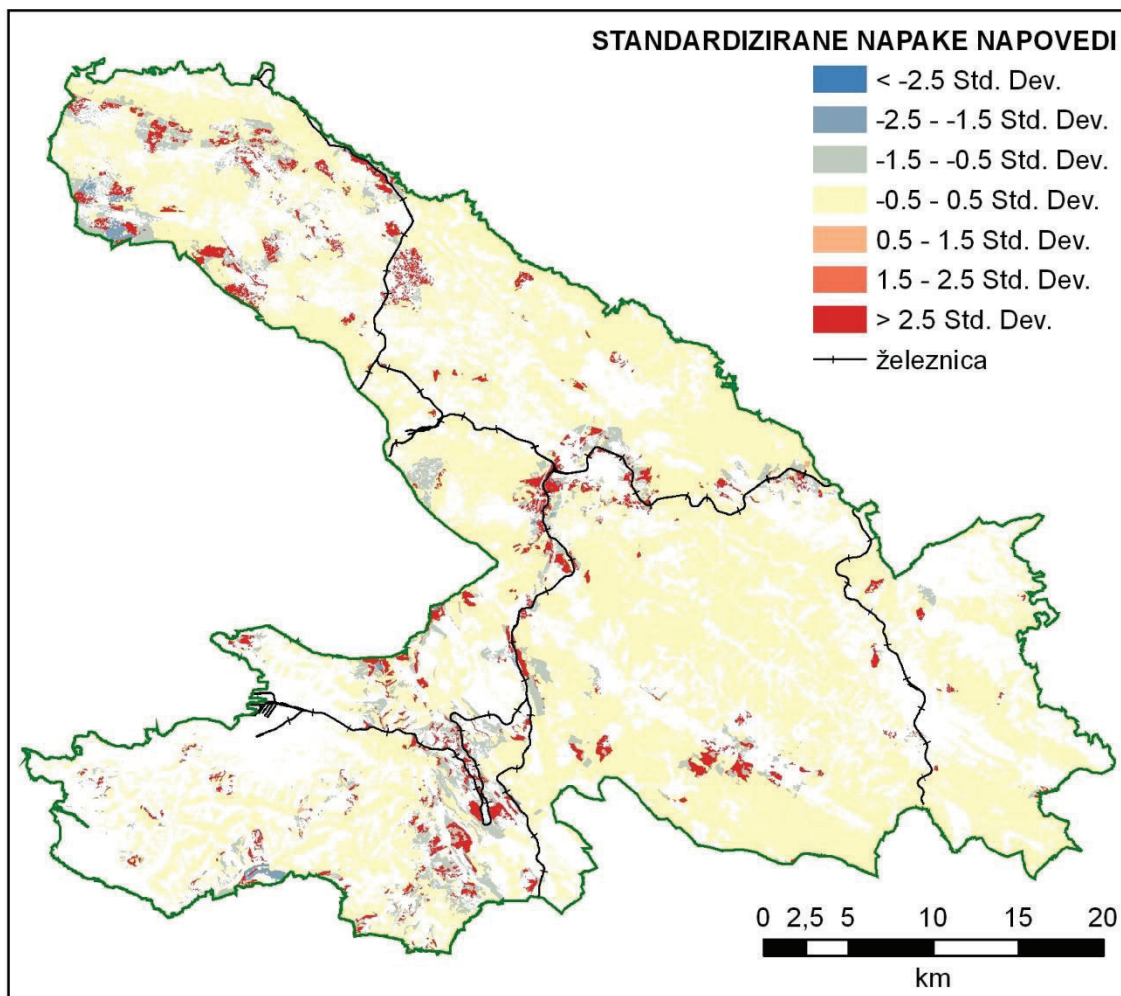 STANDARDIZIRANE NAPAKE NAPOVEDI
< -2.5 Std. Dev.
-2.5 - -1.5 Std. Dev.
-1.5 - -0.5 Std. Dev.
-0.5 - 0.5 Std. Dev.
0.5 - 1.5 Std. Dev.
1.5 - 2.5 Std. Dev.
> 2.5 Std. Dev.
železnica
0 2,5 5 10 15 20
km